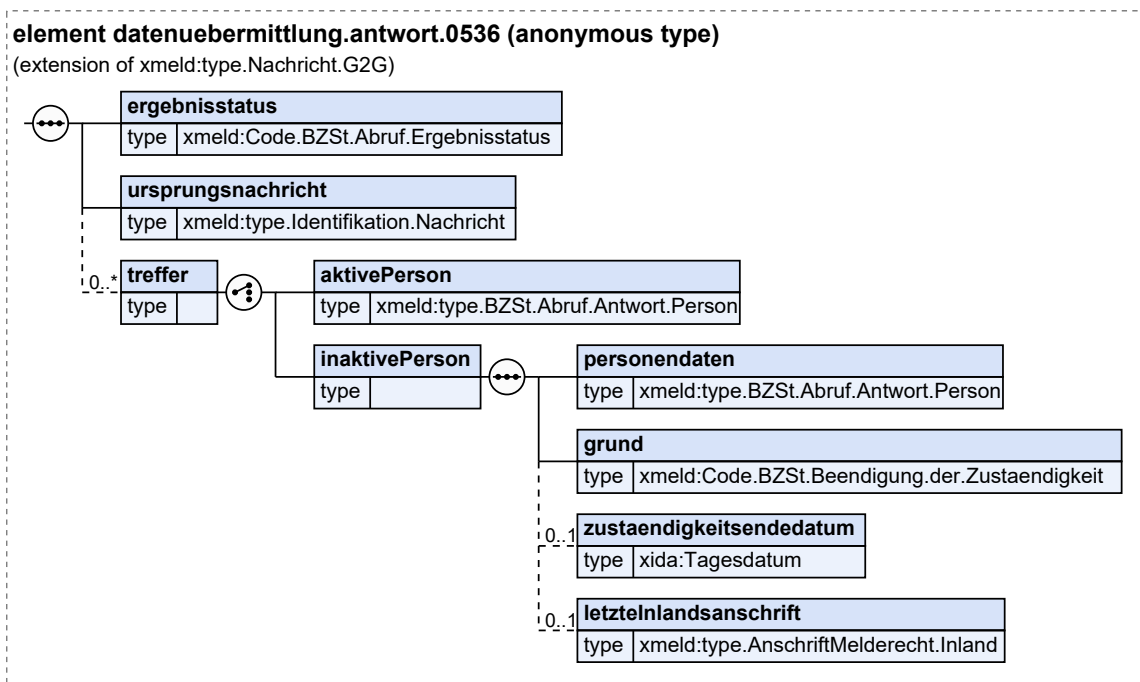 element datenuebermittlung.antwort.0536 (anonymous type)
(extension of xmeld:type.Nachricht.G2G)
ergebnisstatus
type xmeld:Code.BZSt.Abruf.Ergebnisstatus
ursprungsnachricht
type xmeld:type.Identifikation.Nachricht
0..*
treffer
type
aktivePerson
type xmeld:type.BZSt.Abruf.Antwort.Person
inaktivePerson
type
personendaten
type xmeld:type.BZSt.Abruf.Antwort.Person
grund
type xmeld:Code.BZSt.Beendigung.der.Zustaendigkeit
0..1
zustaendigkeitsendedatum
type xida:Tagesdatum
0..1
letzteInlandsanschrift
type xmeld:type.AnschriftMelderecht.Inland